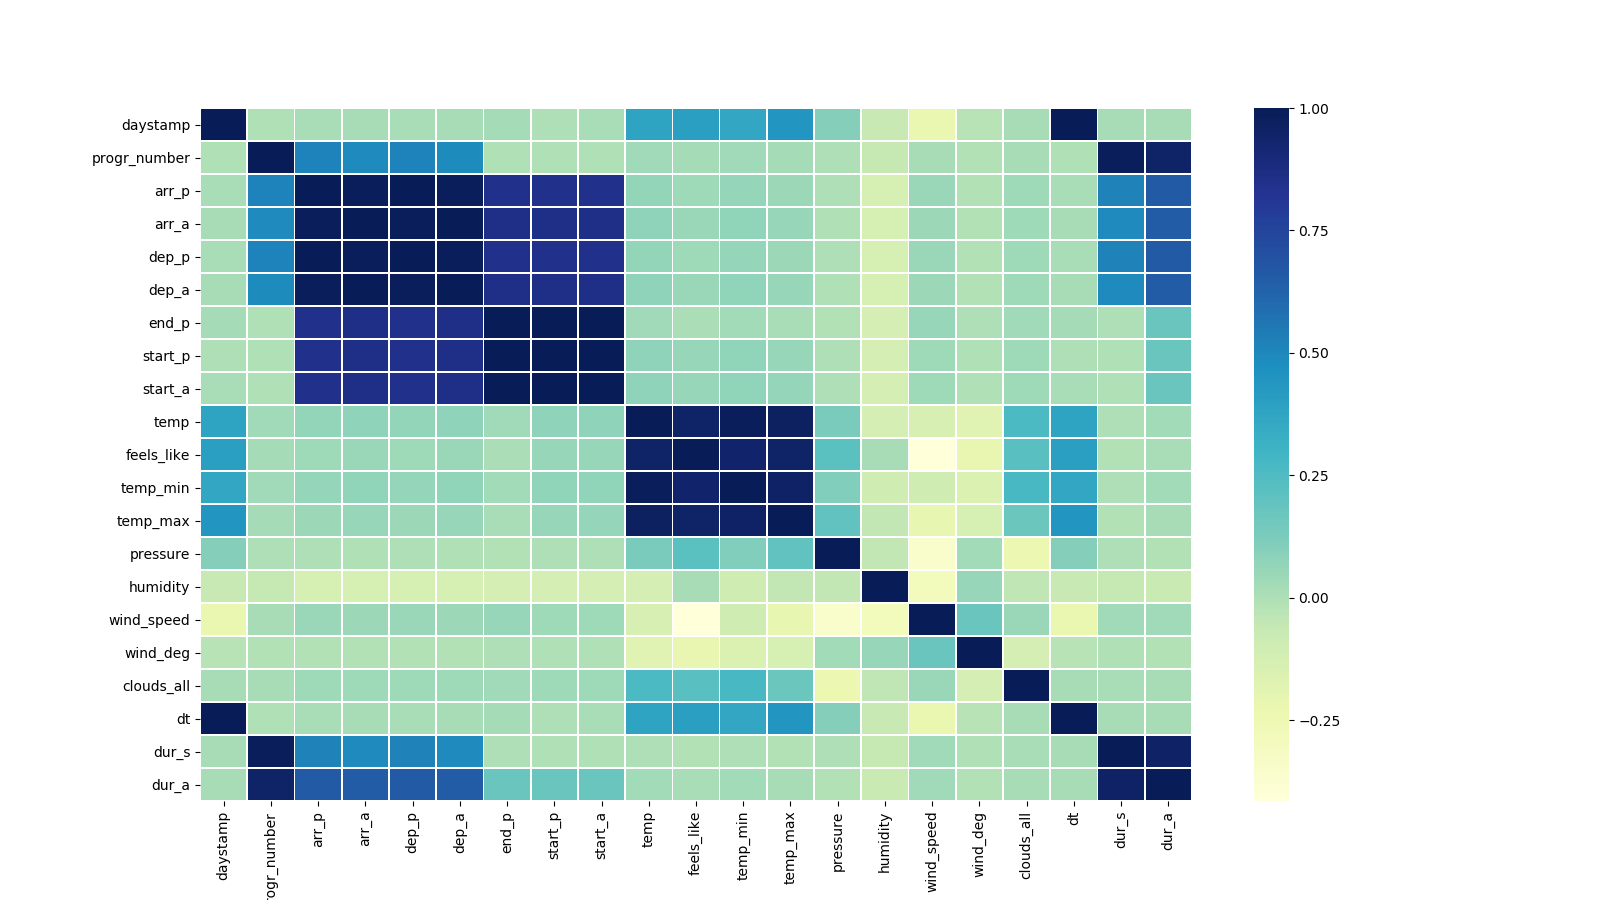 daystamp
progr_number
arr_p
arr_a
dep_p
dep_a
end_p
start_p
start_a
temp
feels_like
temp_min
temp_max
pressure
humidity
wind_speed
wind_deg
clouds_all
dt
dur_s
dur_a
daystamp
rogr_number
arr_p
arr_a
dep_p
dep_a
end_p
start_p
start_a
temp
feels_like
temp_min
temp_max
pressure
humidity
wind_speed
wind_deg
clouds_all
dt
dur_s
dur_a
1.00
0.75
0.50
0.25
0.00
−0.25